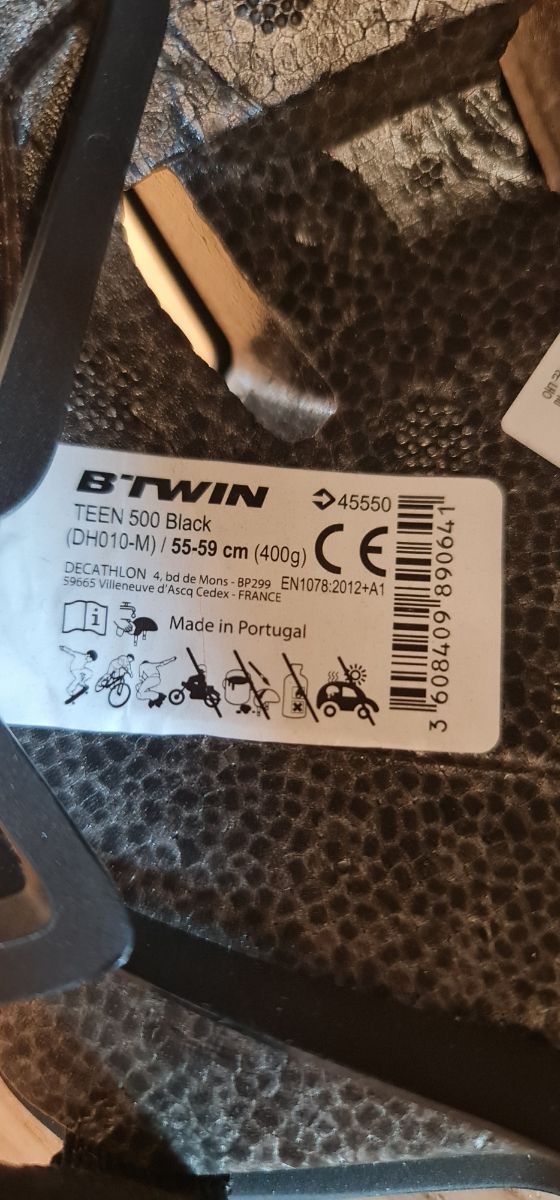 B'TWIN
45550
TEEN 500 Black
(DH010-M) / 55-59 cm (400g)
CE
DECATHLON 4, bd de Mons - BP299 EN1078:2012+A1
59665 Villeneuve d'Ascq Cedex - FRANCE
Made in Portugal
3 608409 890641